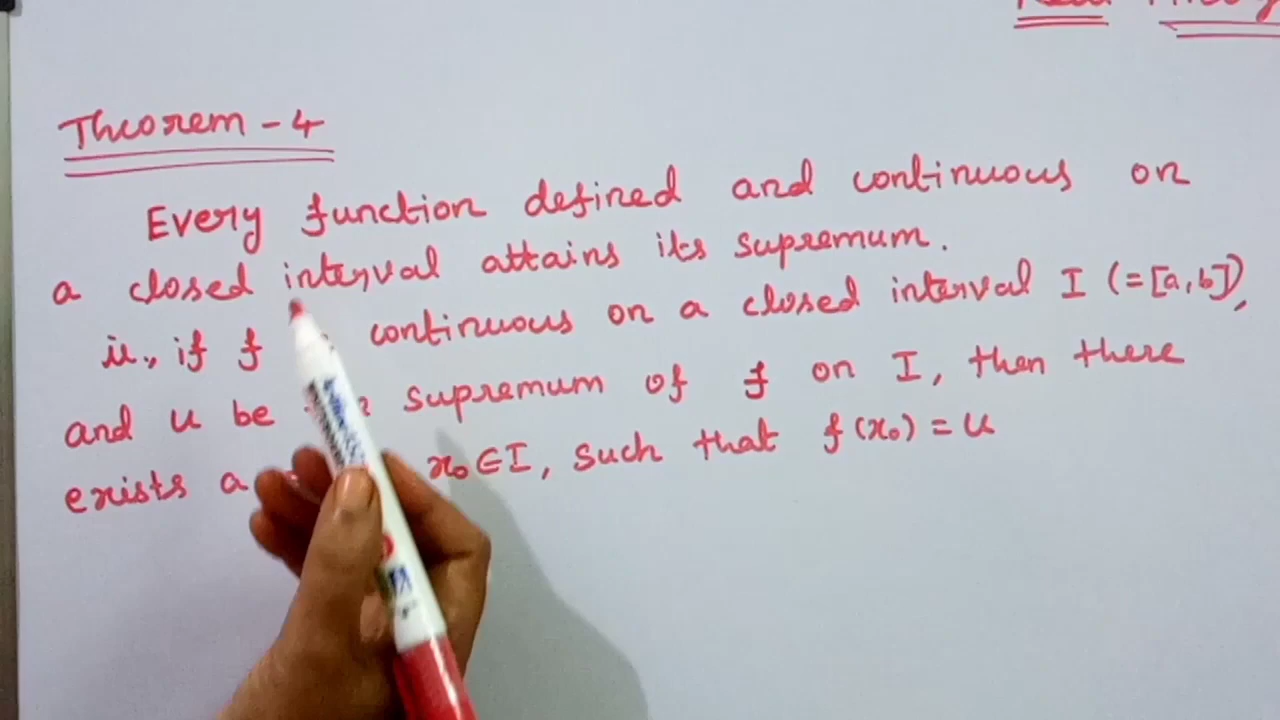 Theorem - 4
Every function defined and continuous on
a closed interval attains its supremum.
ie., if f continuous on a closed interval I (=[a,b]),
and u be supremum of f on I, then there
exists a x₀∈I, such that f(x₀) = u